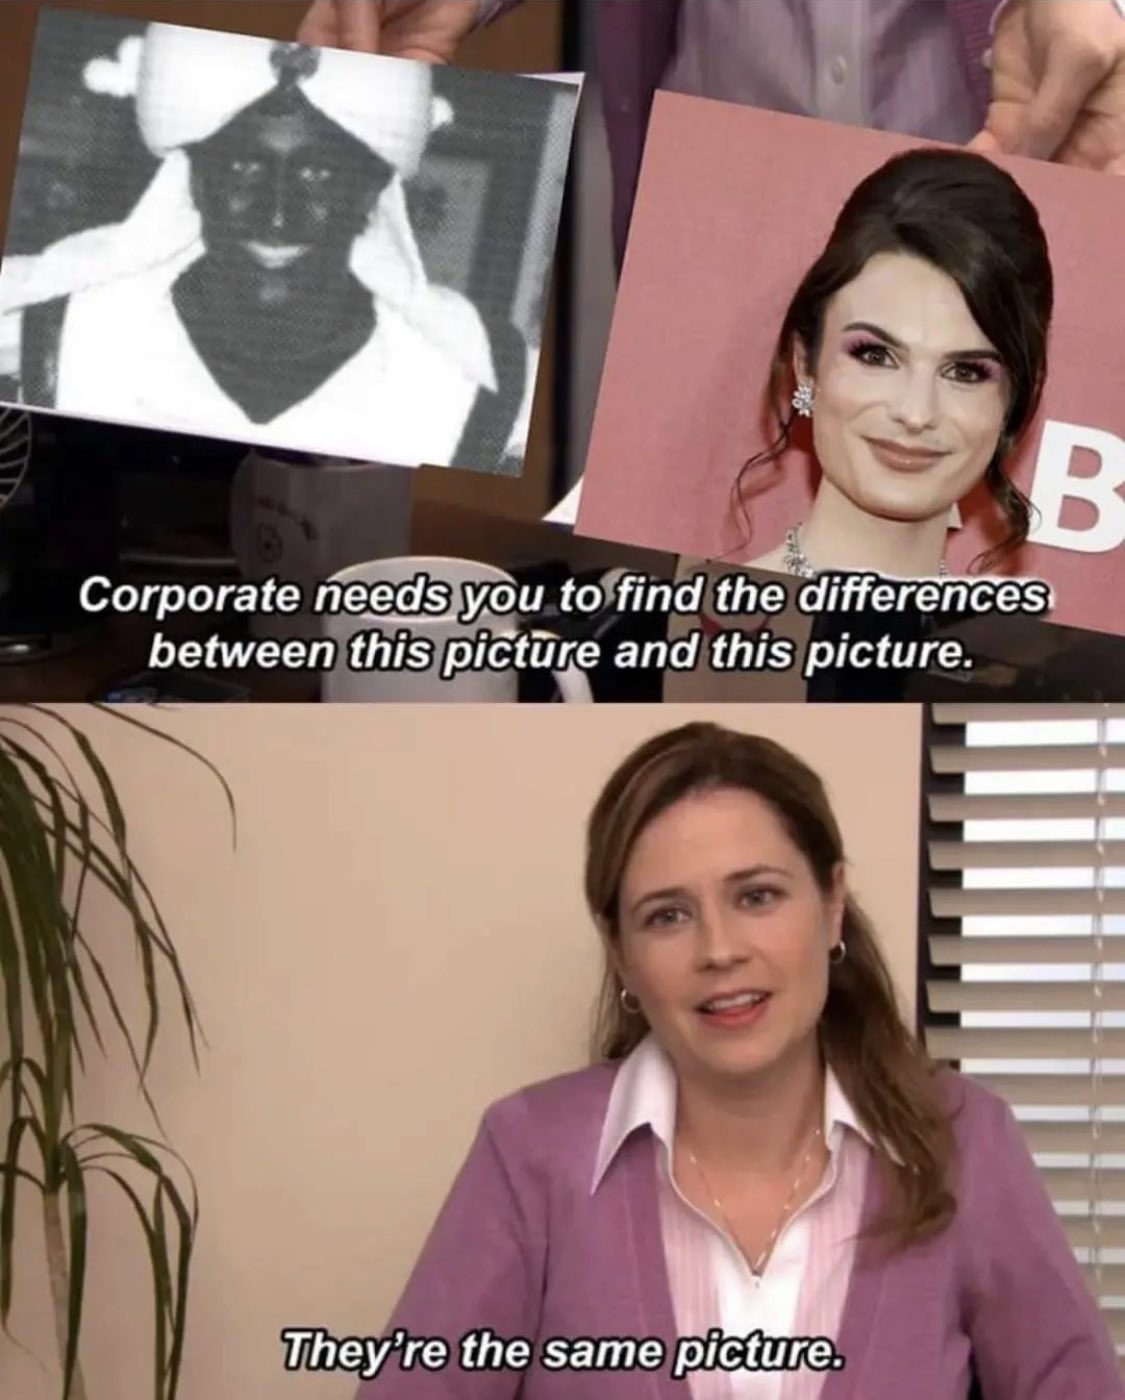 B
Corporate needs you to find the differences
between this picture and this picture.
They're the same picture.